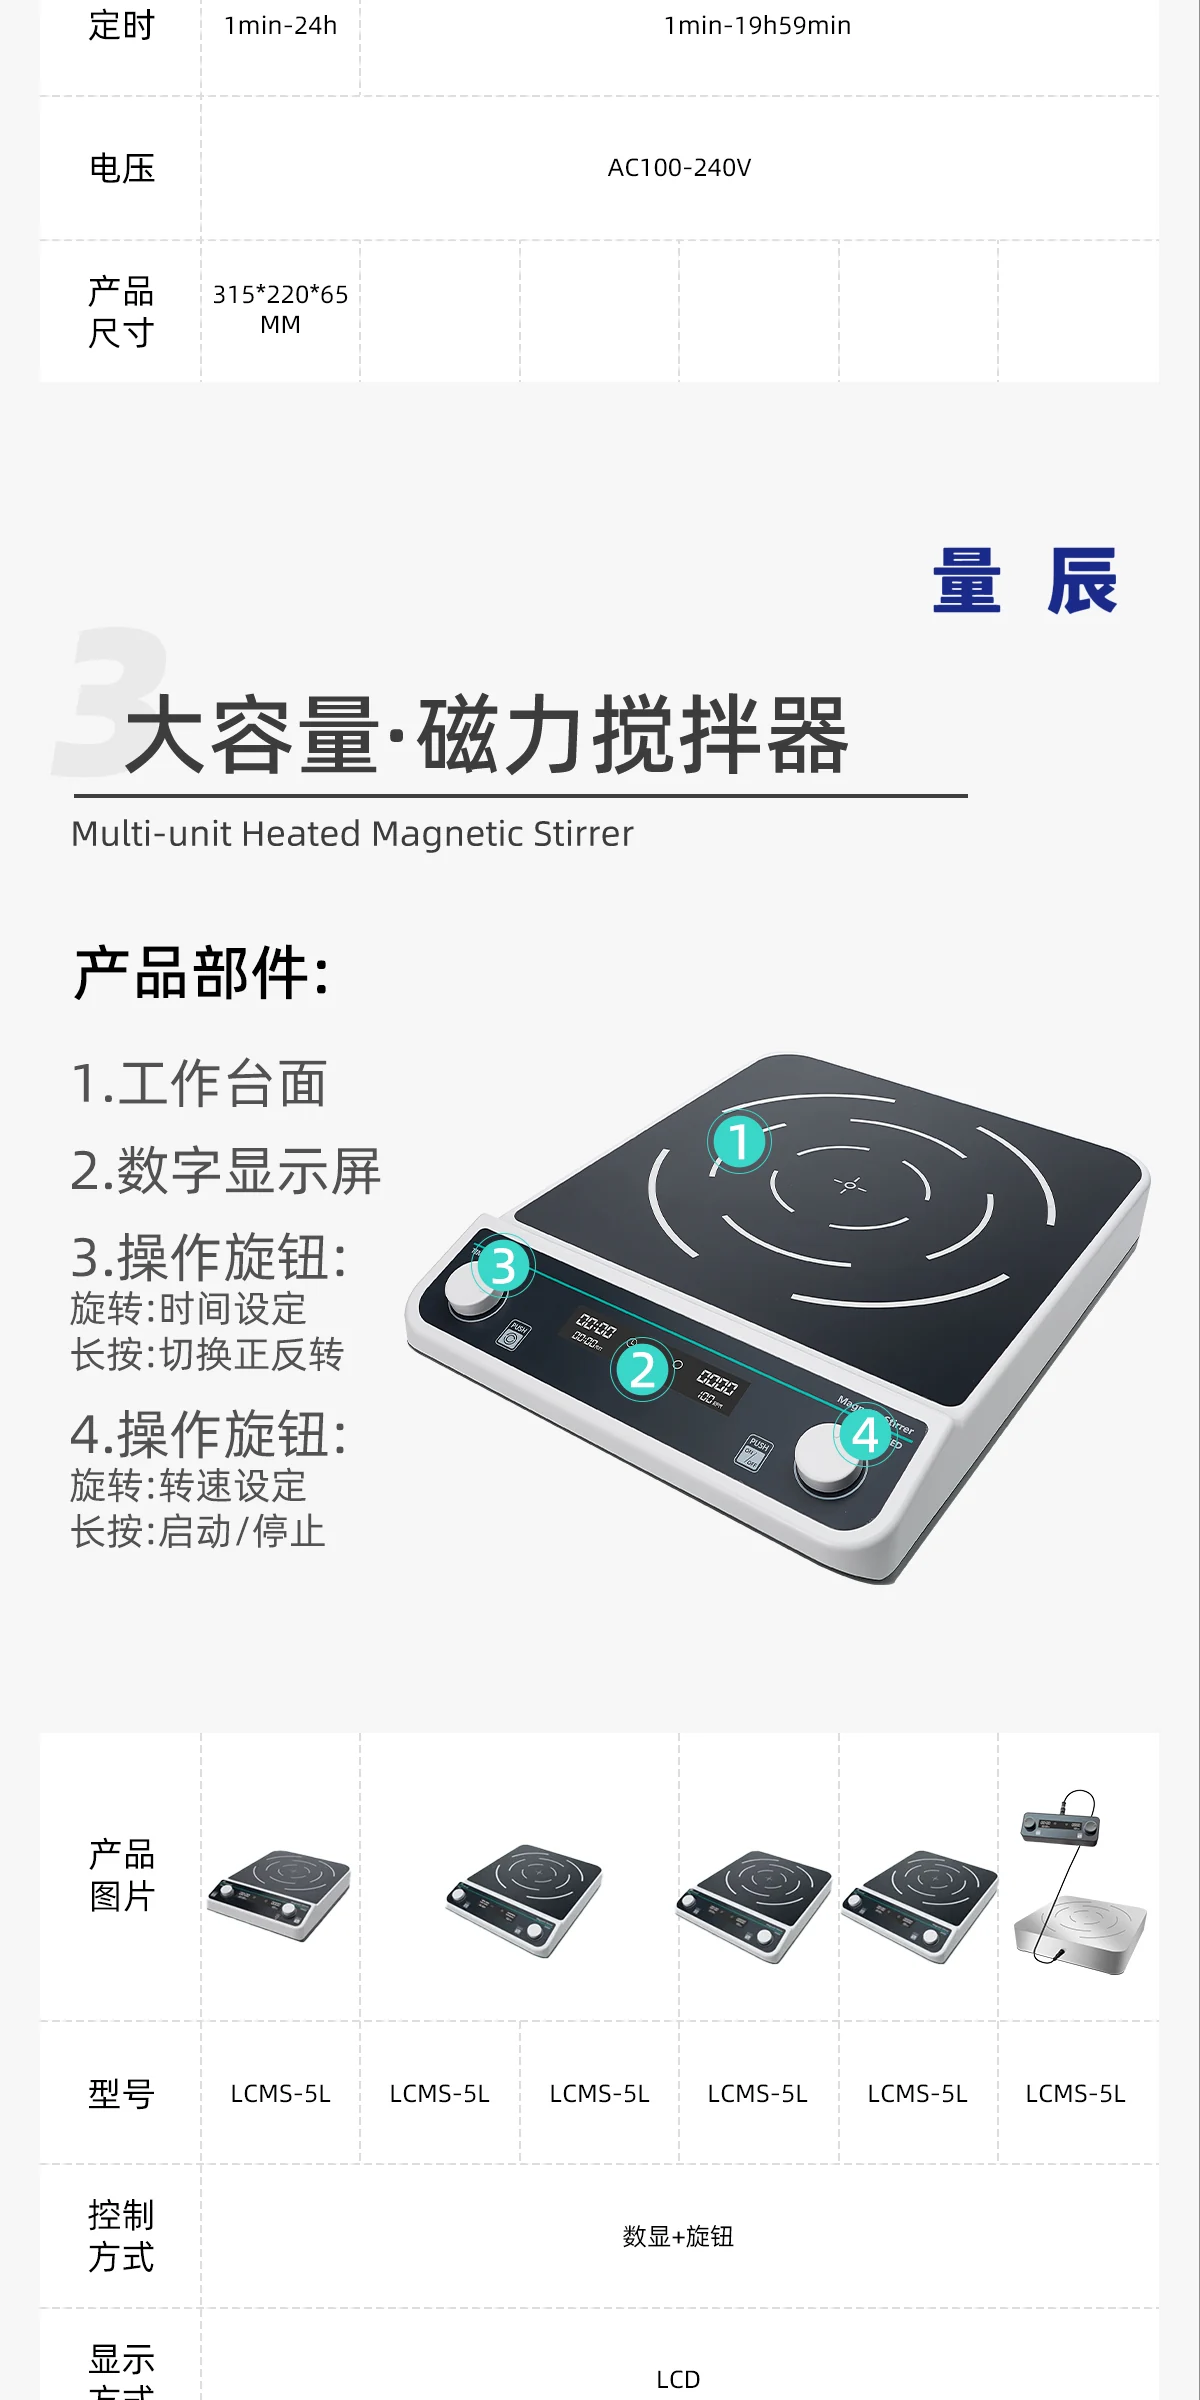 定时 1min-24h 1min-19h59min
电压 AC100-240V
产品
尺寸
315*220*65
MM
量 辰
3
大容量·磁力搅拌器
Multi-unit Heated Magnetic Stirrer
产品部件:
1.工作台面
2.数字显示屏
3.操作旋钮:
旋转:时间设定
长按:切换正反转
4.操作旋钮:
旋转:转速设定
长按:启动/停止
1
3
PUSH
00:00
00:00
2
0000
100 RPM
4
PUSH
ON/OFF
产品
图片
型号 LCMS-5L LCMS-5L LCMS-5L LCMS-5L LCMS-5L LCMS-5L
控制
方式
数显+旋钮
显示
方式
LCD